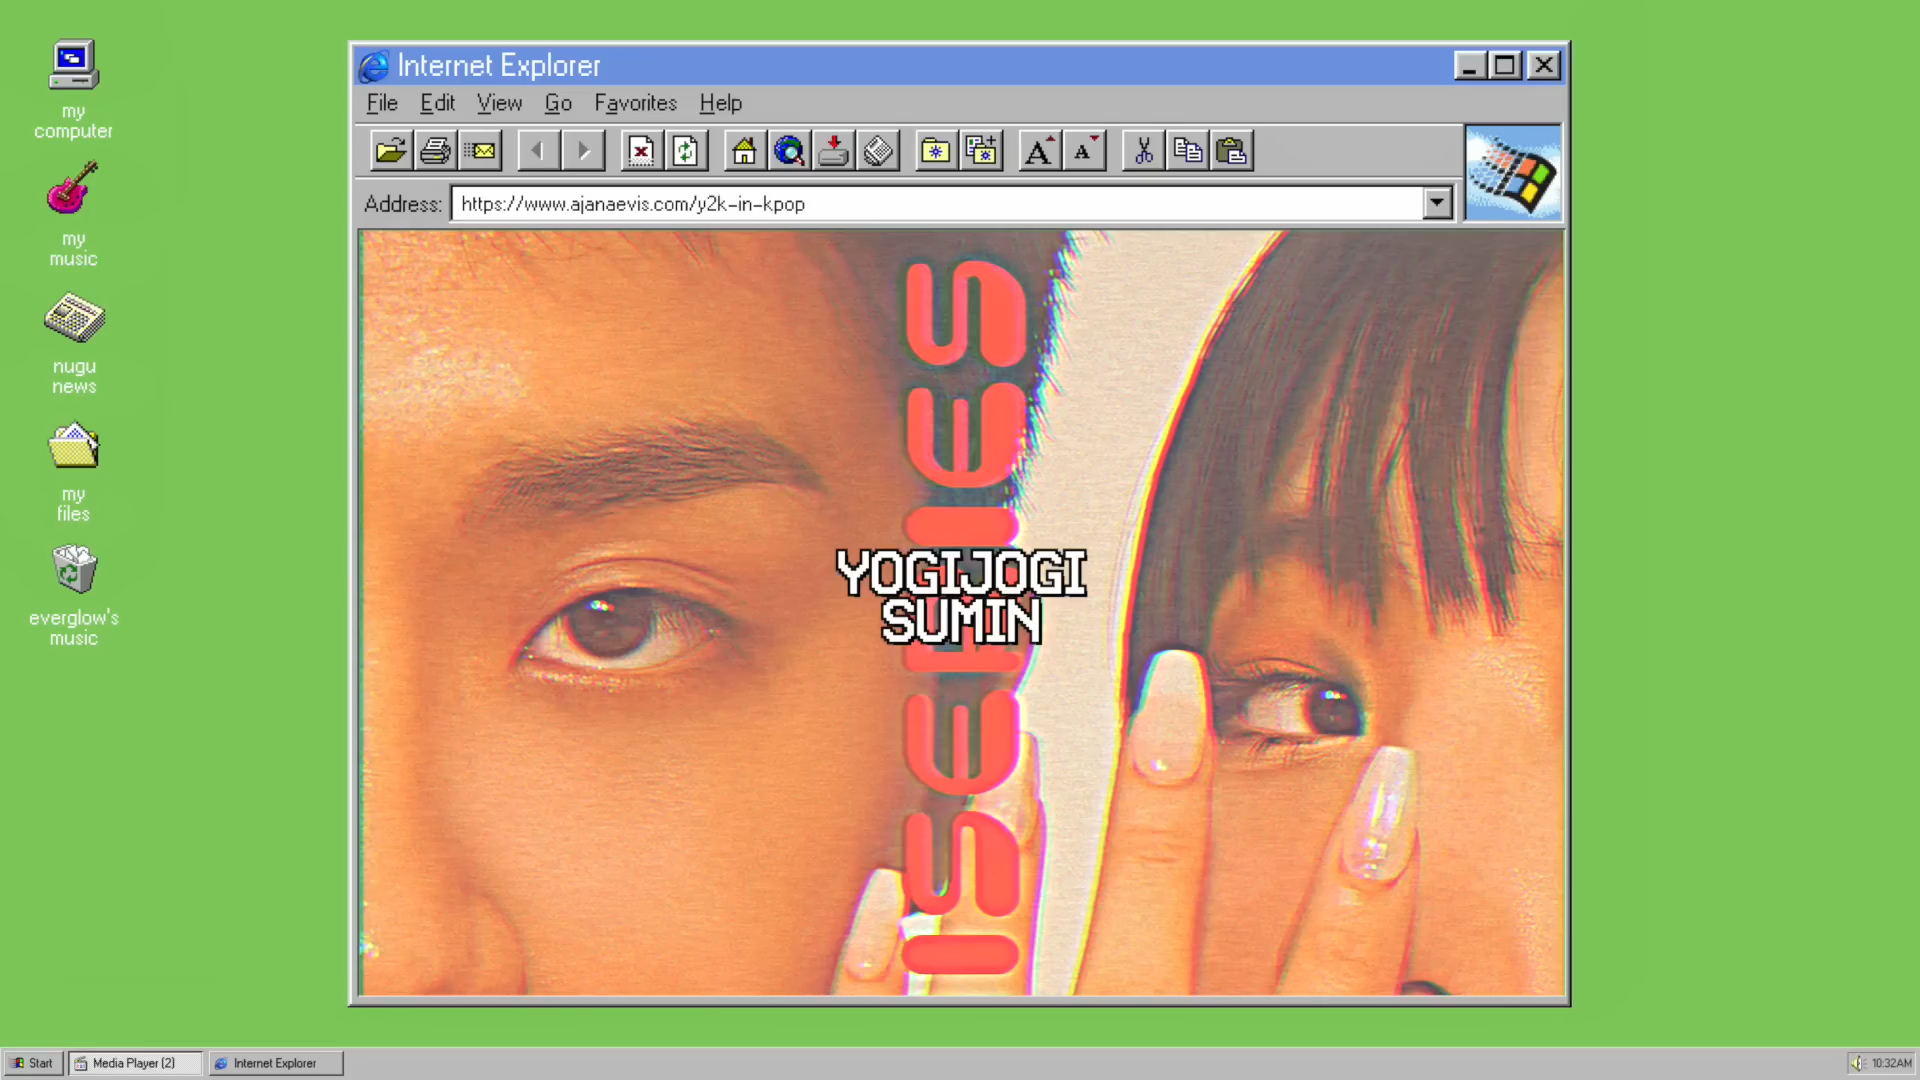 my
computer
my
music
nugu
news
my
files
everglow's
music
Internet Explorer
File Edit View Go Favorites Help
A A
Address: https://www.ajanaevis.com/y2k-in-kpop
YOGIJOGI
SUMIN
Start Media Player (2) Internet Explorer 10:32AM